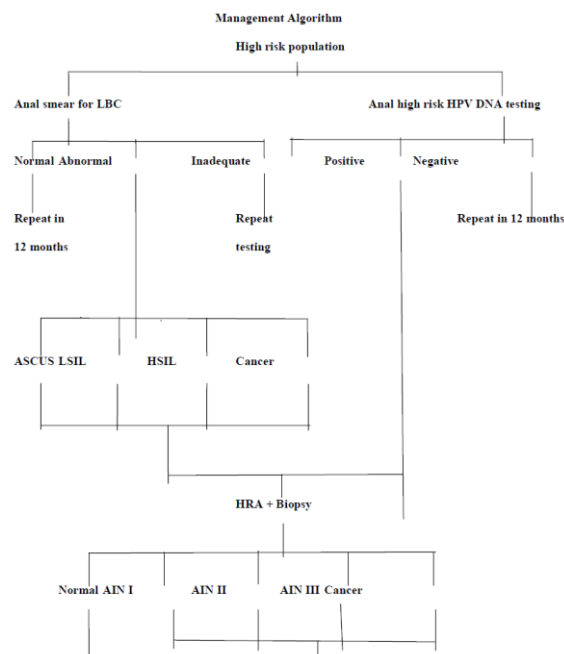 Management Algorithm
High risk population
Anal smear for LBC
Anal high risk HPV DNA testing
Normal Abnormal
Inadequate
Positive
Negative
Repeat in
12 months
Repeat
testing
Repeat in 12 months
ASCUS LSIL
HSIL
Cancer
HRA + Biopsy
Normal AIN I
AIN II
AIN III Cancer